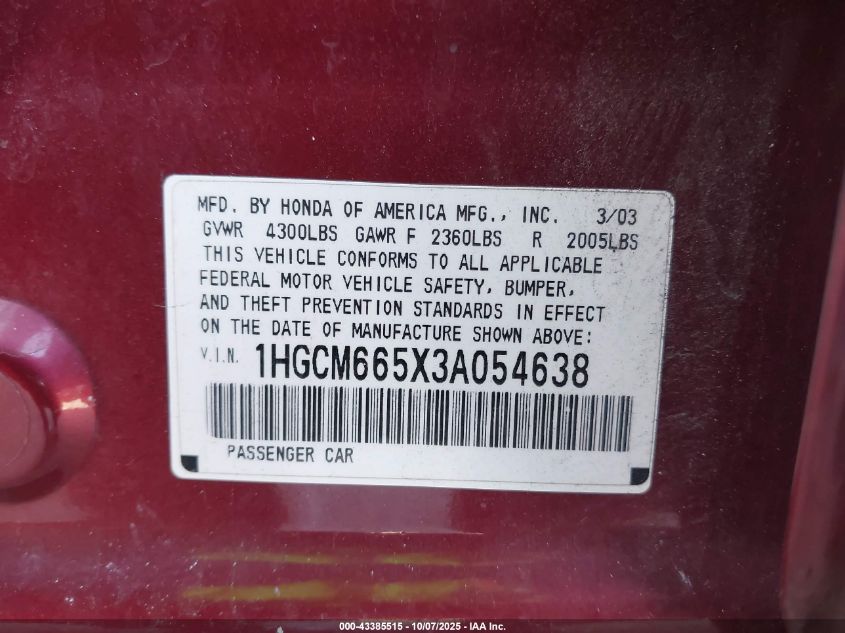 MFD. BY HONDA OF AMERICA MFG., INC. 3/03
GVWR 4300LBS GAWR F 2360LBS R 2005LBS
THIS VEHICLE CONFORMS TO ALL APPLICABLE
FEDERAL MOTOR VEHICLE SAFETY, BUMPER,
AND THEFT PREVENTION STANDARDS IN EFFECT
ON THE DATE OF MANUFACTURE SHOWN ABOVE:
V.I.N. 1HGCM665X3A054638
PASSENGER CAR
000-43385515 - 10/07/2025 - IAA Inc.